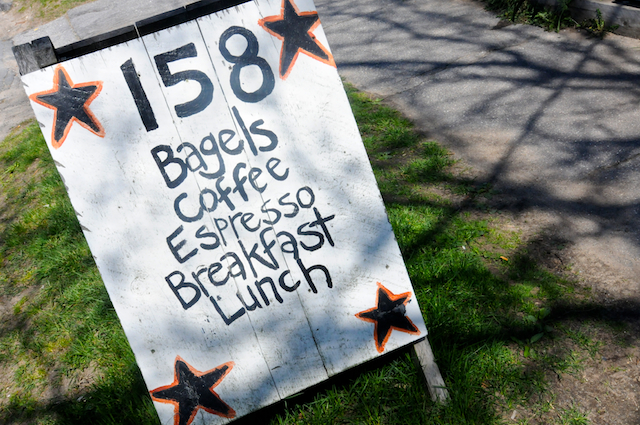 158
Bagels
Coffee
Espresso
Breakfast
Lunch